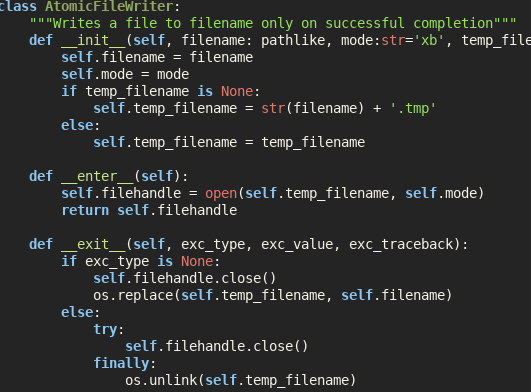 class AtomicFileWriter:
    """Writes a file to filename only on successful completion"""
    def __init__(self, filename: pathlike, mode:str='xb', temp_file
        self.filename = filename
        self.mode = mode
        if temp_filename is None:
            self.temp_filename = str(filename) + '.tmp'
        else:
            self.temp_filename = temp_filename

    def __enter__(self):
        self.filehandle = open(self.temp_filename, self.mode)
        return self.filehandle

    def __exit__(self, exc_type, exc_value, exc_traceback):
        if exc_type is None:
            self.filehandle.close()
            os.replace(self.temp_filename, self.filename)
        else:
            try:
                self.filehandle.close()
            finally:
                os.unlink(self.temp_filename)